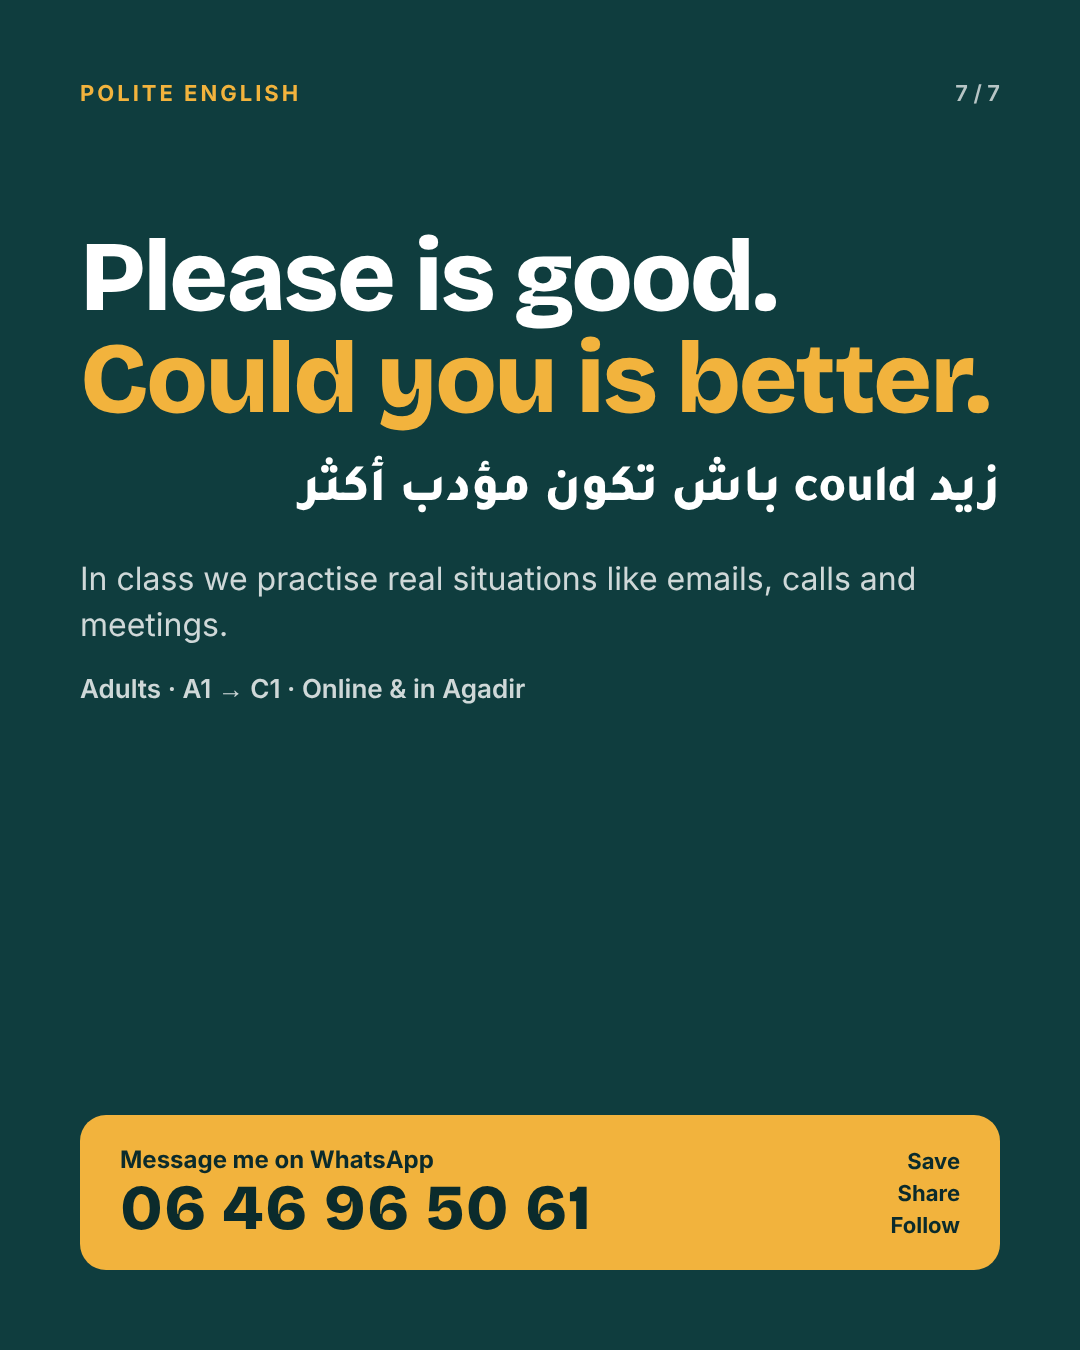 POLITE ENGLISH
7 / 7
Please is good.
Could you is better.
زيد could باش تكون مؤدب أكثر
In class we practise real situations like emails, calls and
meetings.
Adults · A1 → C1 · Online & in Agadir
Message me on WhatsApp
06 46 96 50 61
Save
Share
Follow